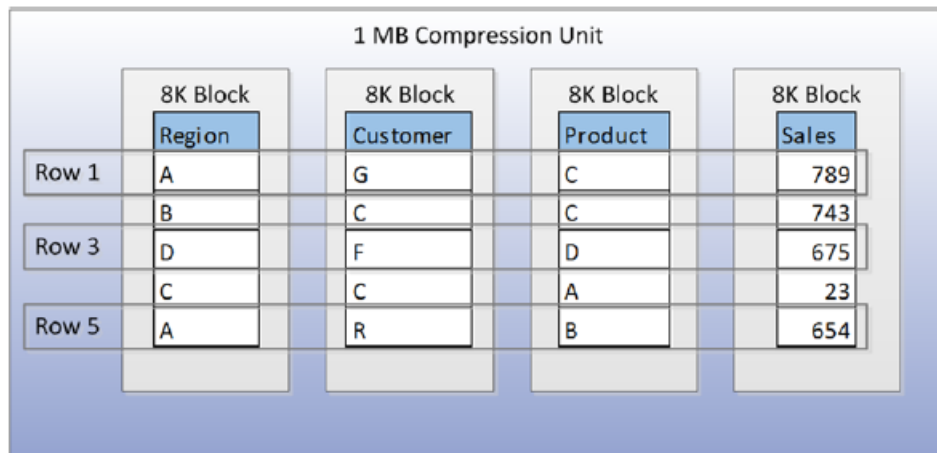 1 MB Compression Unit
8K Block 8K Block 8K Block 8K Block
Region Customer Product Sales
Row 1 A G C 789
B C C 743
Row 3 D F D 675
C C A 23
Row 5 A R B 654